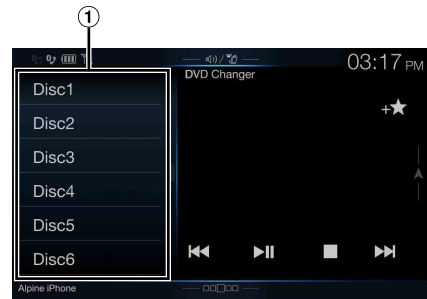 ①
03:17 PM
DVD Changer
Disc1
Disc2
Disc3
Disc4
Disc5
Disc6
Alpine iPhone